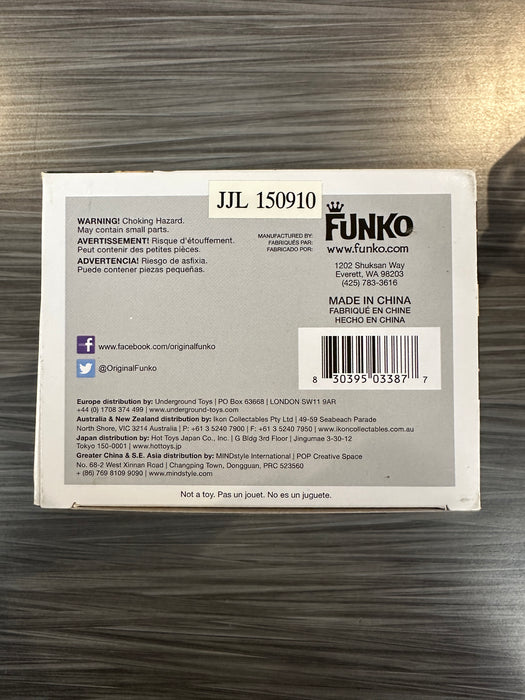 JJL 150910
WARNING! Choking Hazard.
May contain small parts.
AVERTISSEMENT! Risque d'étouffement.
Peut contenir des petites pièces.
ADVERTENCIA! Riesgo de asfixia.
Puede contener piezas pequeñas.
MANUFACTURED BY:
FABRIQUÉS PAR:
FABRICADO POR:
FUNKO
www.funko.com
1202 Shuksan Way
Everett, WA 98203
(425) 783-3616
MADE IN CHINA
FABRIQUÉ EN CHINE
HECHO EN CHINA
f www.facebook.com/originalfunko
@OriginalFunko
8 30395 03387 7
Europe distribution by: Underground Toys | PO Box 63668 | LONDON SW11 9AR
+44 (0) 1708 374 499 | www.underground-toys.com
Australia & New Zealand distribution by: Ikon Collectables Pty Ltd | 49-59 Seabeach Parade
North Shore, VIC 3214 Australia | P: +61 3 5240 7900 | F: +61 3 5240 7950 | www.ikoncollectables.com.au
Japan distribution by: Hot Toys Japan Co., Inc. | G Bldg 3rd Floor | Jingumae 3-30-12
Tokyo 150-0001 | www.hottoys.jp
Greater China & S.E. Asia distribution by: MINDstyle International | POP Creative Space
No. 68-2 West Xinnan Road | Changping Town, Dongguan, PRC 523560
+ (86) 769 8109 9090 | www.mindstyle.com
Not a toy. Pas un jouet. No es un juguete.